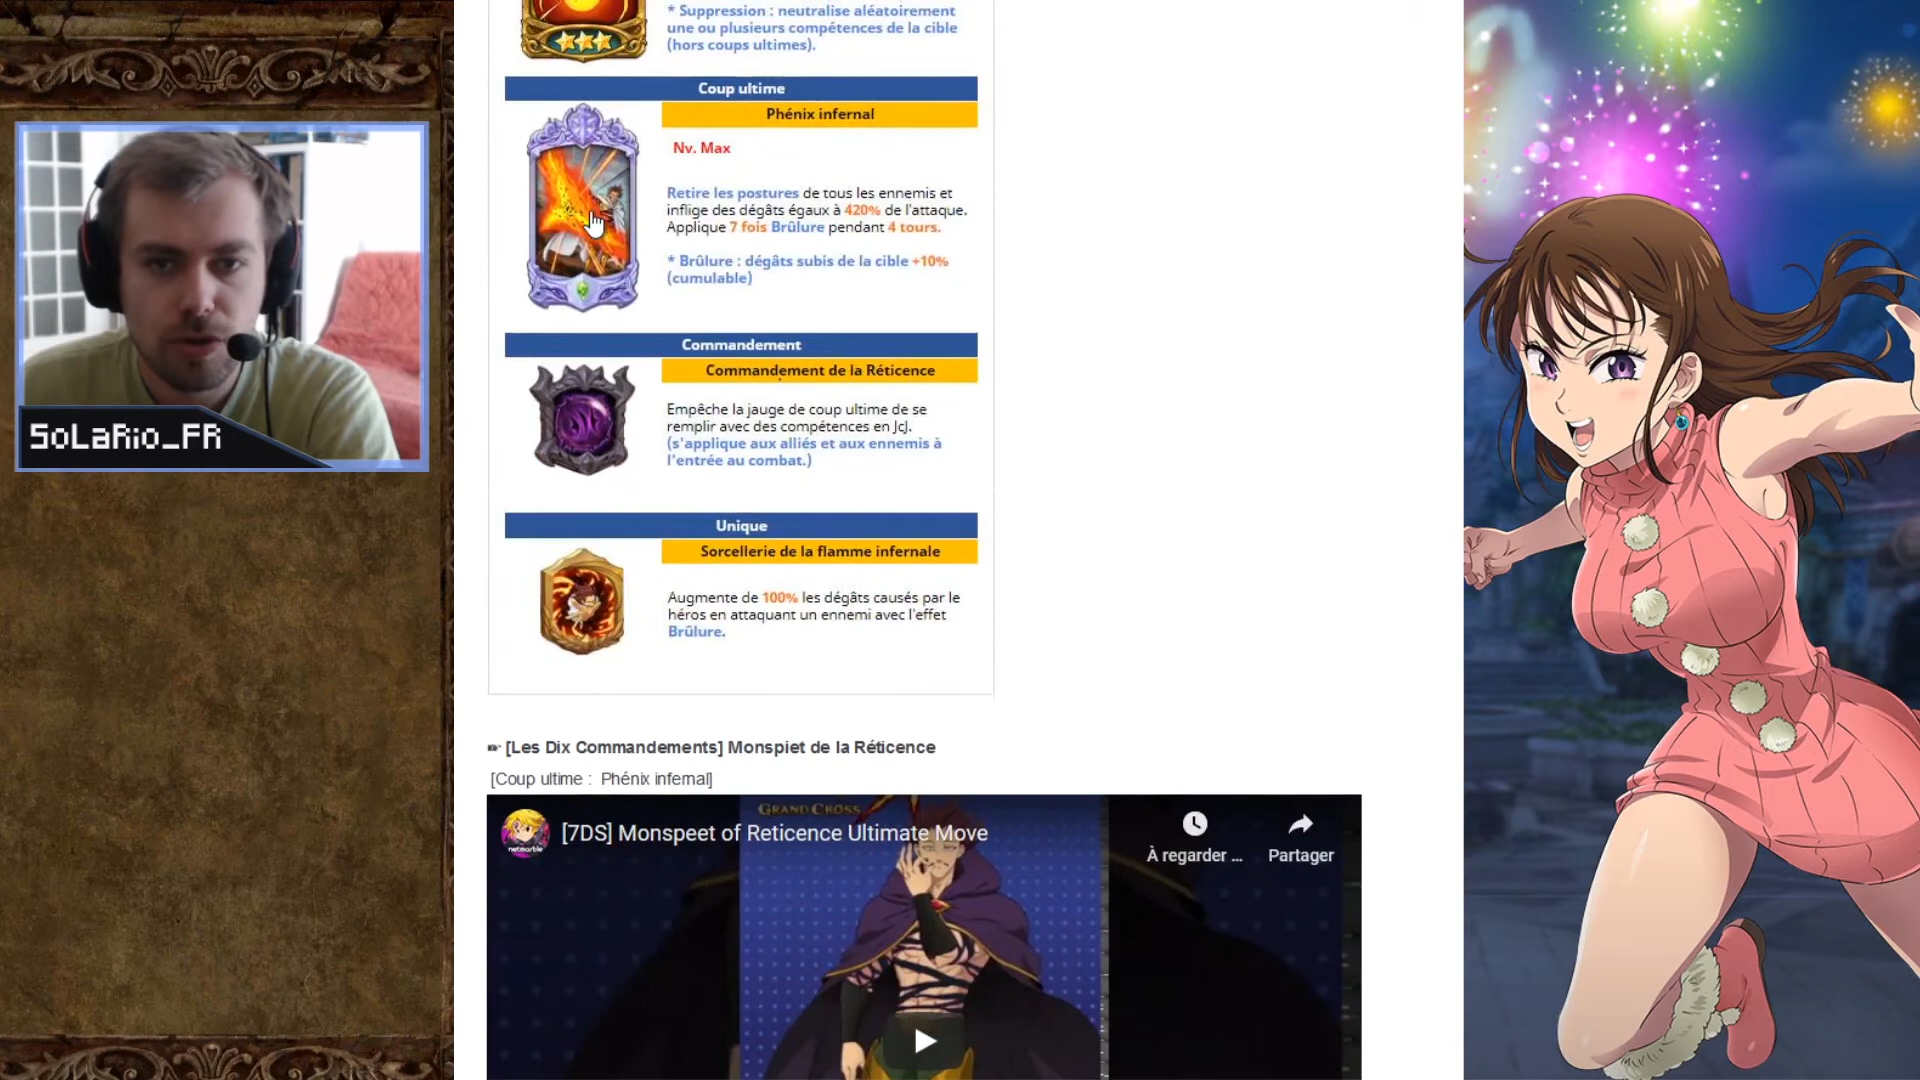 * Suppression : neutralise aléatoirement
une ou plusieurs compétences de la cible
(hors coups ultimes).
Coup ultime
Phénix infernal
Nv. Max
Retire les postures de tous les ennemis et
inflige des dégâts égaux à 420% de l'attaque.
Applique 7 fois Brûlure pendant 4 tours.
* Brûlure : dégâts subis de la cible +10%
(cumulable)
Commandement
Commandement de la Réticence
Empêche la jauge de coup ultime de se
remplir avec des compétences en JcJ.
(s'applique aux alliés et aux ennemis à
l'entrée au combat.)
Unique
Sorcellerie de la flamme infernale
Augmente de 100% les dégâts causés par le
héros en attaquant un ennemi avec l'effet
Brûlure.
SoLaRio_FR
☛ [Les Dix Commandements] Monspiet de la Réticence
[Coup ultime : Phénix infernal]
GRAND CROSS
netmarble
[7DS] Monspeet of Reticence Ultimate Move
À regarder ...
Partager